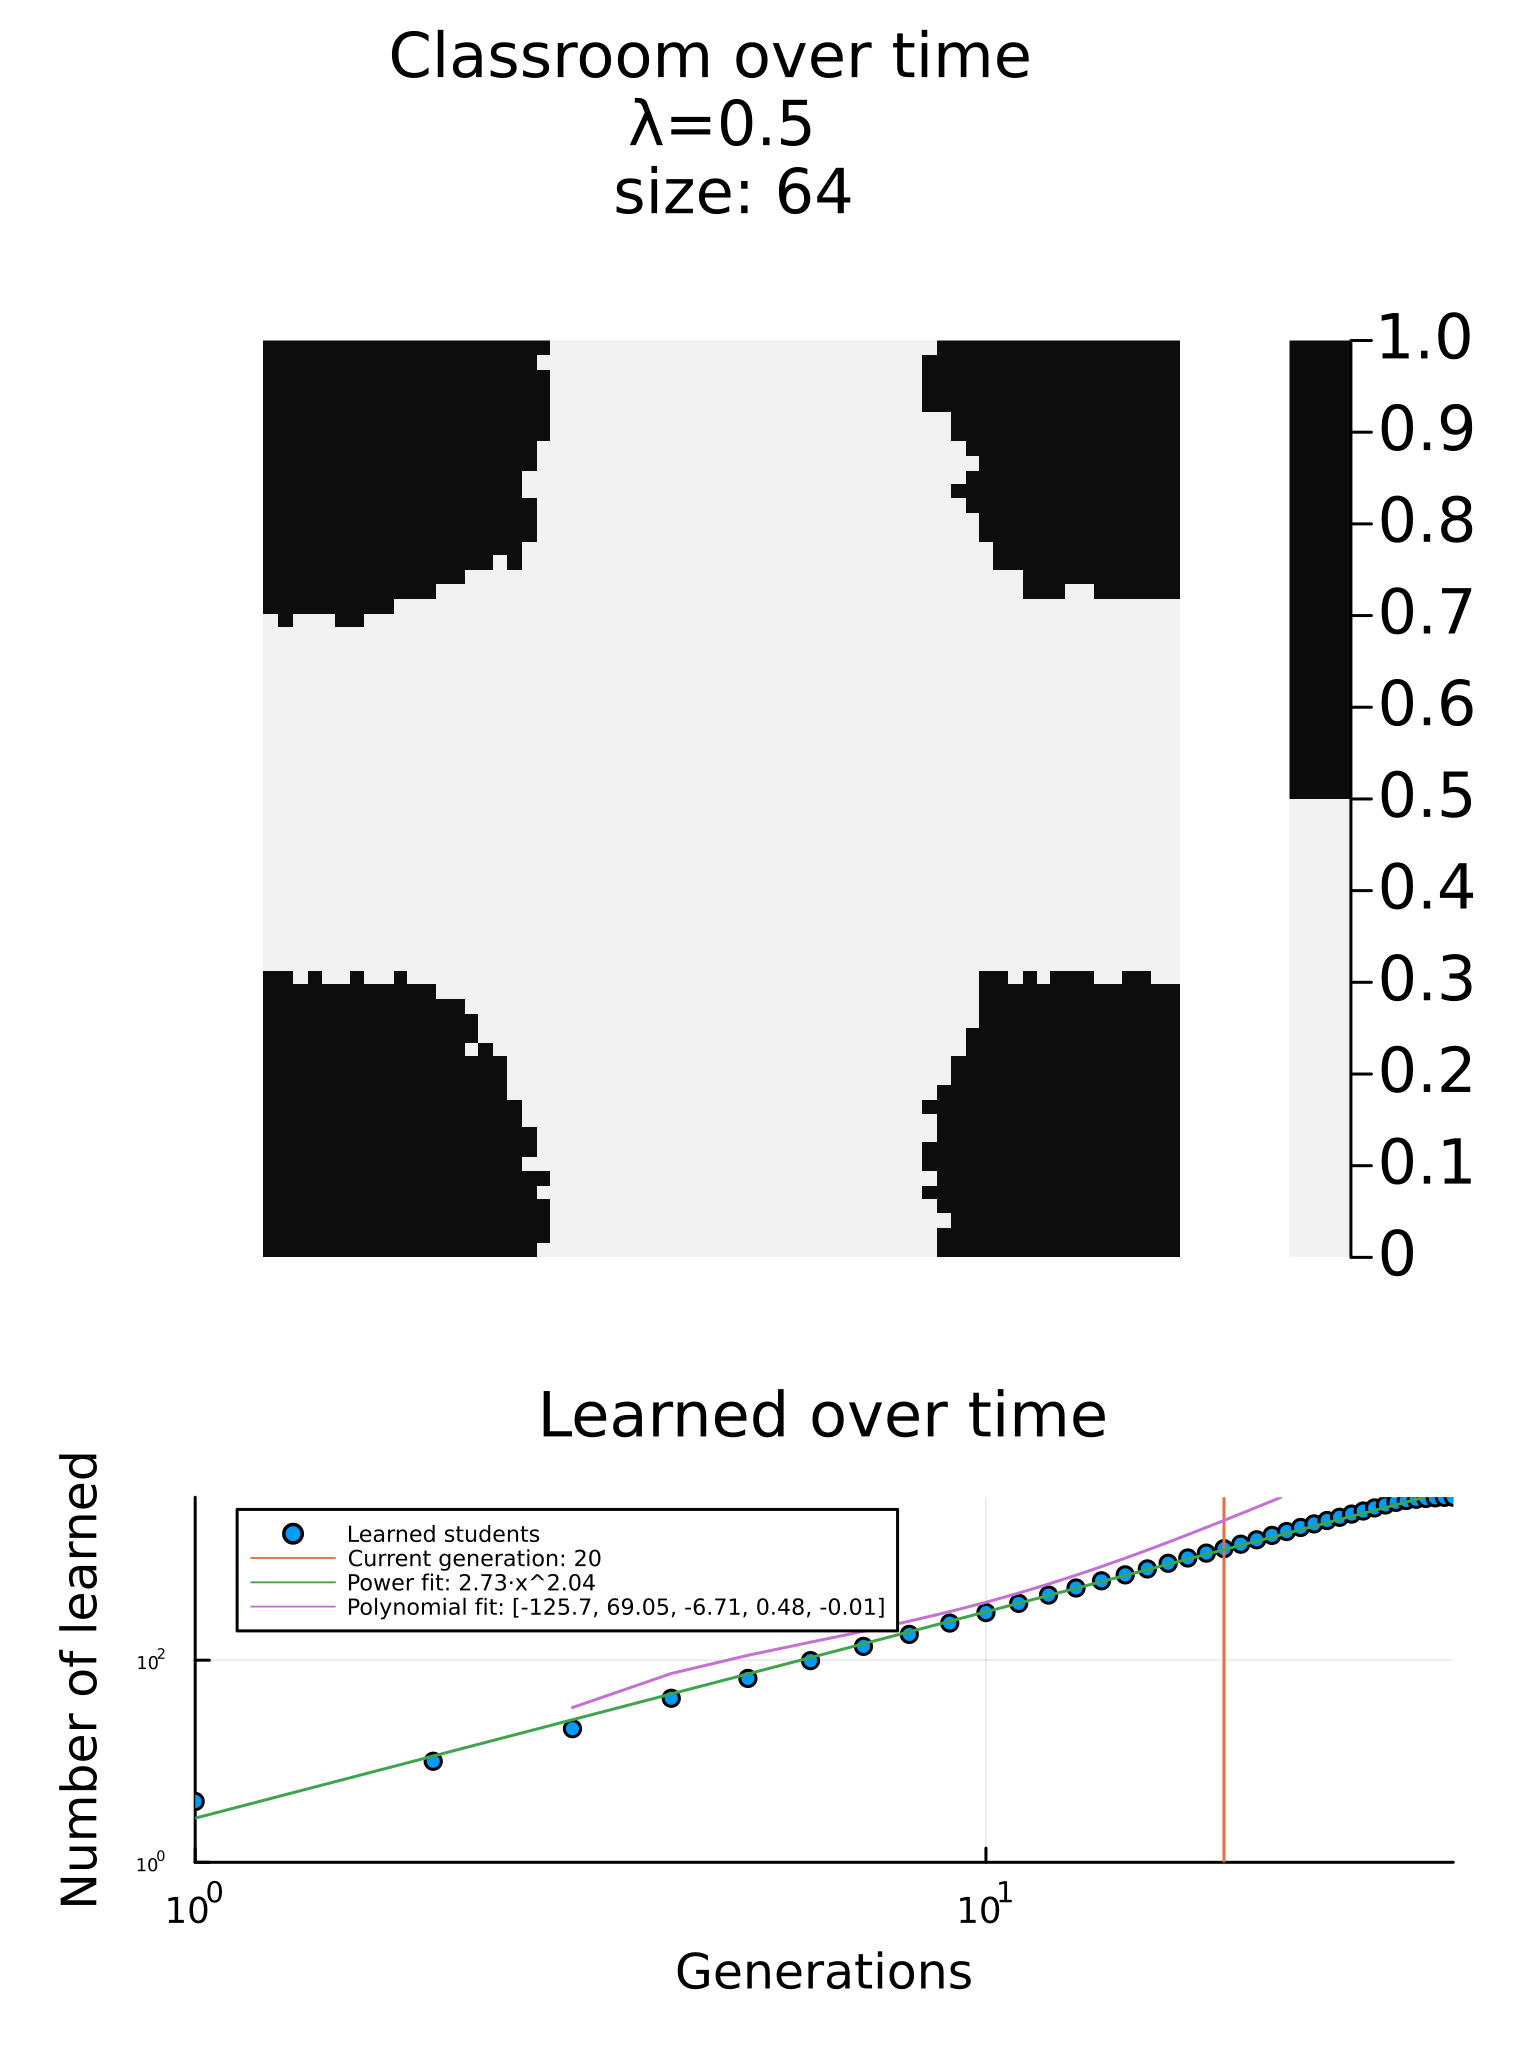 Classroom over time
λ=0.5
size: 64
1.0
0.9
0.8
0.7
0.6
0.5
0.4
0.3
0.2
0.1
0
Learned over time
Number of learned
Learned students
Current generation: 20
Power fit: 2.73·x^2.04
Polynomial fit: [-125.7, 69.05, -6.71, 0.48, -0.01]
10²
10⁰
10⁰ 10¹
Generations